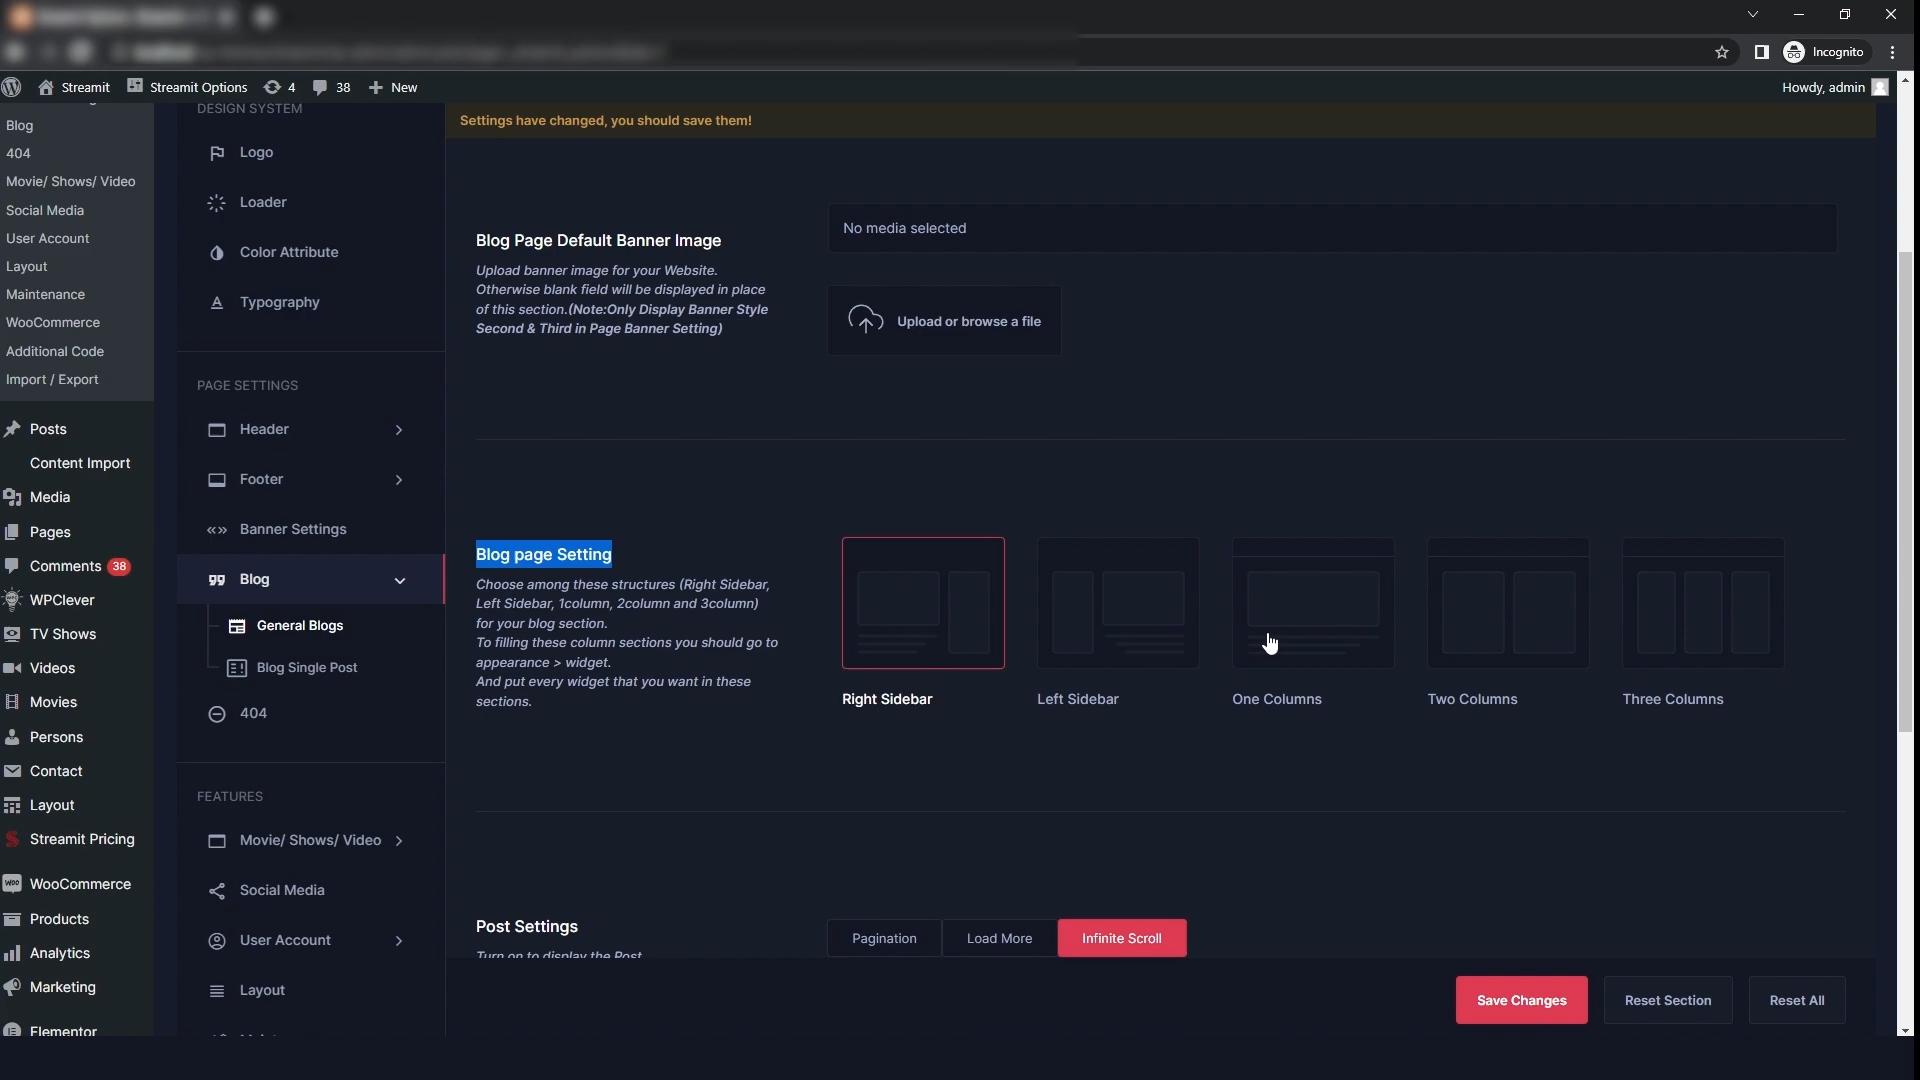 Incognito
Streamit
Streamit Options
4
38
New
Howdy, admin
Blog
404
Movie/ Shows/ Video
Social Media
User Account
Layout
Maintenance
WooCommerce
Additional Code
Import / Export
Posts
Content Import
Media
Pages
Comments 38
WPClever
TV Shows
Videos
Movies
Persons
Contact
Layout
Streamit Pricing
WooCommerce
Products
Analytics
Marketing
Elementor
DESIGN SYSTEM
Logo
Loader
Color Attribute
Typography
PAGE SETTINGS
Header
Footer
Banner Settings
Blog
General Blogs
Blog Single Post
404
FEATURES
Movie/ Shows/ Video
Social Media
User Account
Layout
Settings have changed, you should save them!
Blog Page Default Banner Image
Upload banner image for your Website.
Otherwise blank field will be displayed in place
of this section.(Note:Only Display Banner Style
Second & Third in Page Banner Setting)
No media selected
Upload or browse a file
Blog page Setting
Choose among these structures (Right Sidebar,
Left Sidebar, 1column, 2column and 3column)
for your blog section.
To filling these column sections you should go to
appearance > widget.
And put every widget that you want in these
sections.
Right Sidebar
Left Sidebar
One Columns
Two Columns
Three Columns
Post Settings
Turn on to display the Post
Pagination
Load More
Infinite Scroll
Save Changes
Reset Section
Reset All